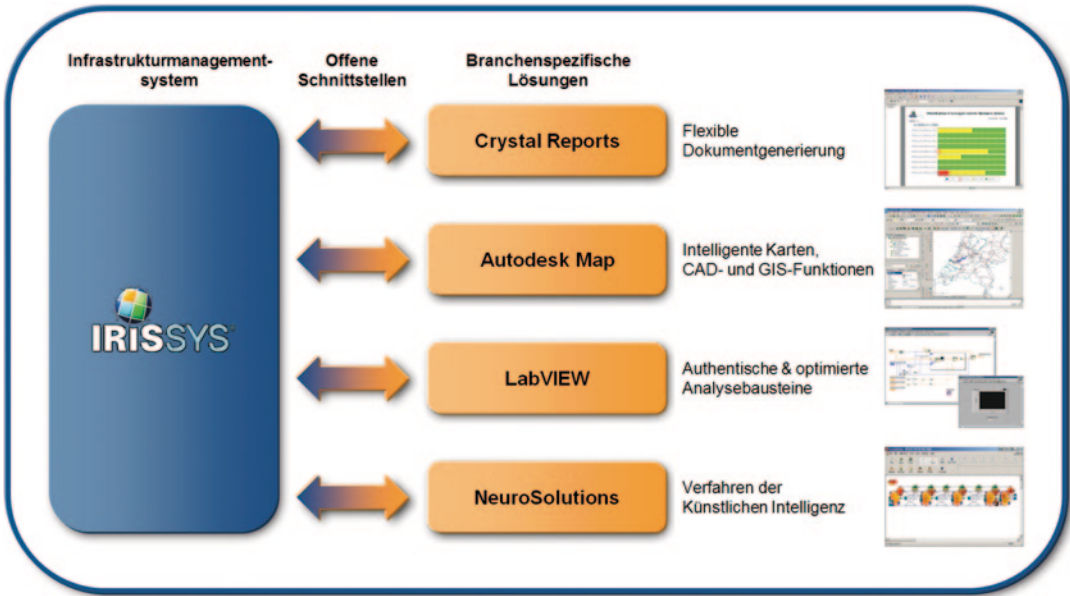 Infrastrukturmanagement-
system
Offene
Schnittstellen
Branchenspezifische
Lösungen
IRiSSYS
Crystal Reports
Flexible
Dokumentgenerierung
Autodesk Map
Intelligente Karten,
CAD- und GIS-Funktionen
LabVIEW
Authentische & optimierte
Analysebausteine
NeuroSolutions
Verfahren der
Künstlichen Intelligenz